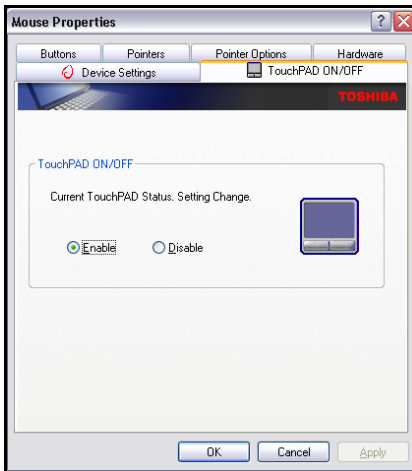 Mouse Properties
?
X
Buttons
Pointers
Pointer Options
Hardware
Device Settings
TouchPAD ON/OFF
TOSHIBA
TouchPAD ON/OFF
Current TouchPAD Status. Setting Change.
Enable
Disable
OK
Cancel
Apply